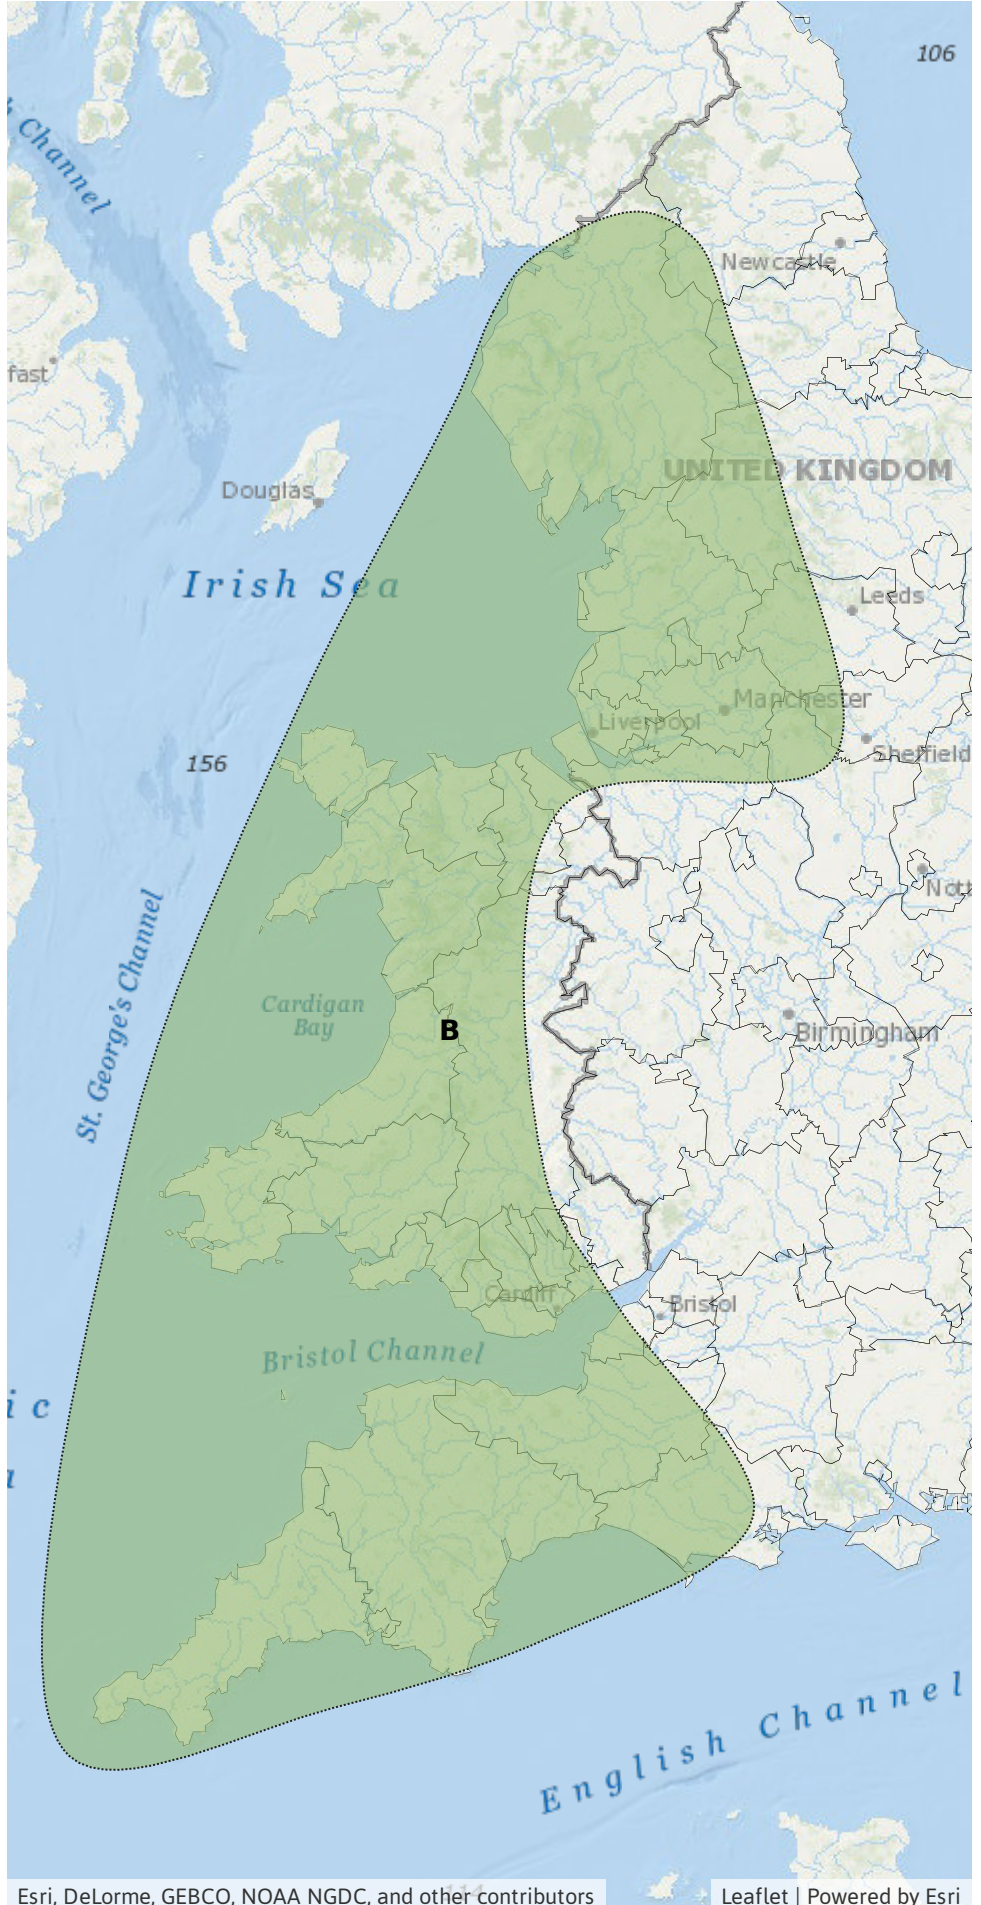 106
h Channel
Newcastle
fast
UNITED KINGDOM
Douglas
Irish Sea
Leeds
Manchester
Liverpool
Sheffield
156
Nott
St. George's Channel
Cardigan
Bay
B
Birmingham
Cardiff
Bristol
Bristol Channel
ic
a
English Channel
114
Esri, DeLorme, GEBCO, NOAA NGDC, and other contributors
Leaflet | Powered by Esri